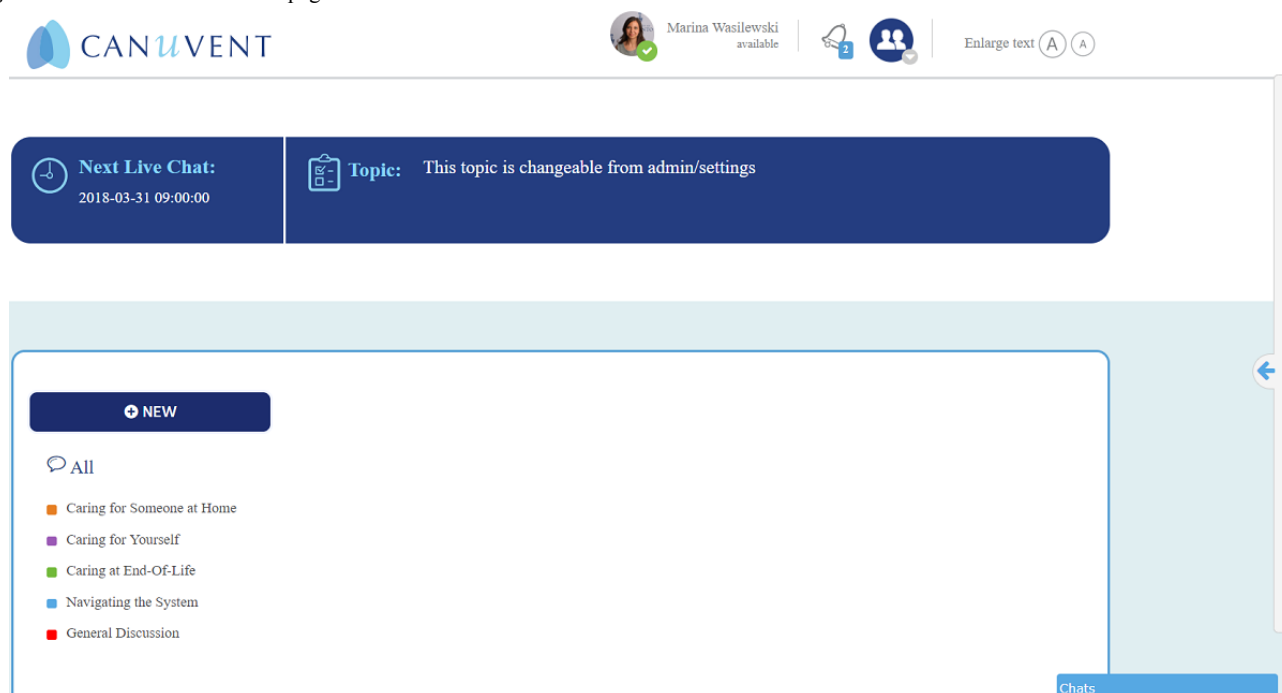 CANUVENT
Marina Wasilewski
available
2
Enlarge text A A
Next Live Chat:
2018-03-31 09:00:00
Topic: This topic is changeable from admin/settings
NEW
All
Caring for Someone at Home
Caring for Yourself
Caring at End-Of-Life
Navigating the System
General Discussion
Chats